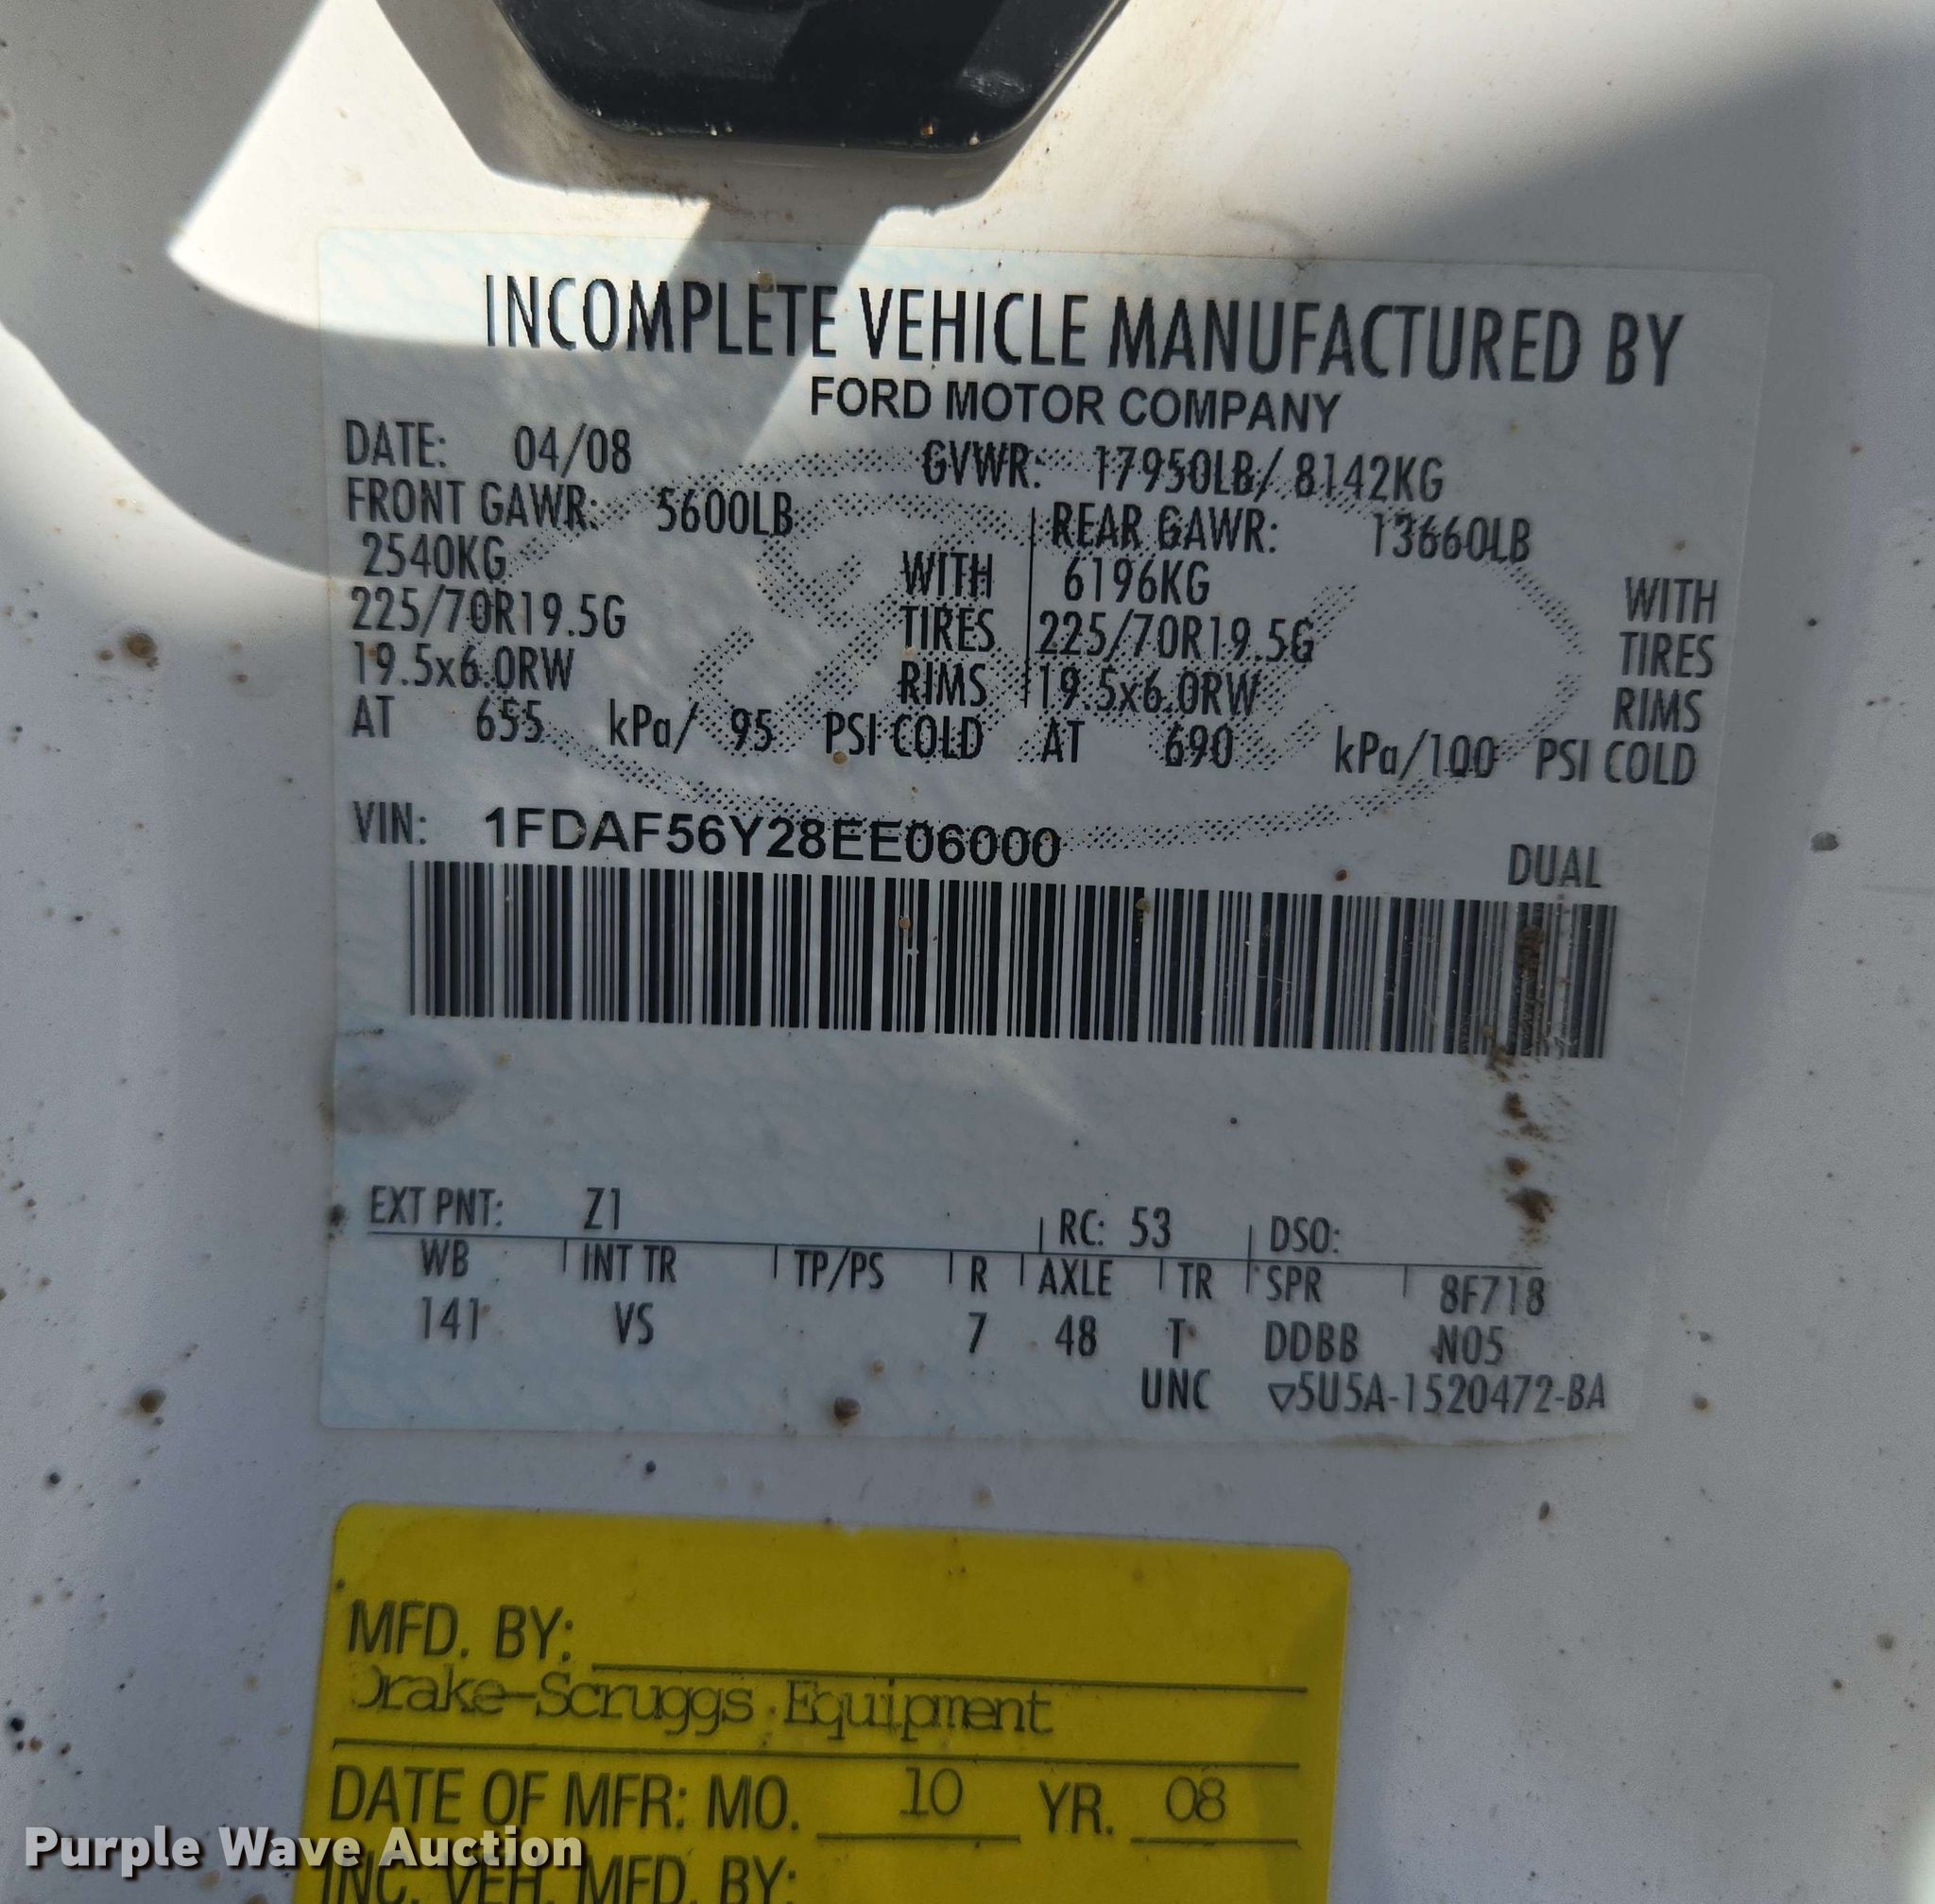 INCOMPLETE VEHICLE MANUFACTURED BY
FORD MOTOR COMPANY
DATE: 04/08 GVWR: 17950LB/ 8142KG
FRONT GAWR: 5600LB REAR GAWR: 13660LB
2540KG WITH 6196KG WITH
225/70R19.5G TIRES 225/70R19.5G TIRES
19.5x6.0RW RIMS 19.5x6.0RW RIMS
AT 655 kPa/ 95 PSI COLD AT 690 kPa/100 PSI COLD
VIN: 1FDAF56Y28EE06000
DUAL
EXT PNT: Z1 RC: 53 DSO:
WB INT TR TP/PS R AXLE TR SPR 8F718
141 VS 7 48 T DDBB N05
UNC ▽5U5A-1520472-BA
MFD. BY:
Drake-Scruggs Equipment
DATE OF MFR: MO. 10 YR. 08
INC. VEH. MFD. BY:
Purple Wave Auction